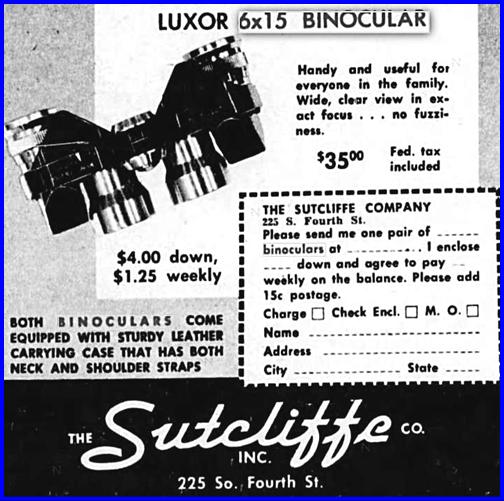 LUXOR 6x15 BINOCULAR
Handy and useful for
everyone in the family.
Wide, clear view in ex-
act focus . . . no fuzzi-
ness.
$3500 Fed. tax
included
$4.00 down,
$1.25 weekly
BOTH BINOCULARS COME
EQUIPPED WITH STURDY LEATHER
CARRYING CASE THAT HAS BOTH
NECK AND SHOULDER STRAPS
THE SUTCLIFFE COMPANY
225 S. Fourth St.
Please send me one pair of
binoculars at I enclose
down and agree to pay
weekly on the balance. Please add
15c postage.
Charge □ Check Encl. □ M. O. □
Name
Address
City State
THE Sutcliffe CO.
INC.
225 So. Fourth St.